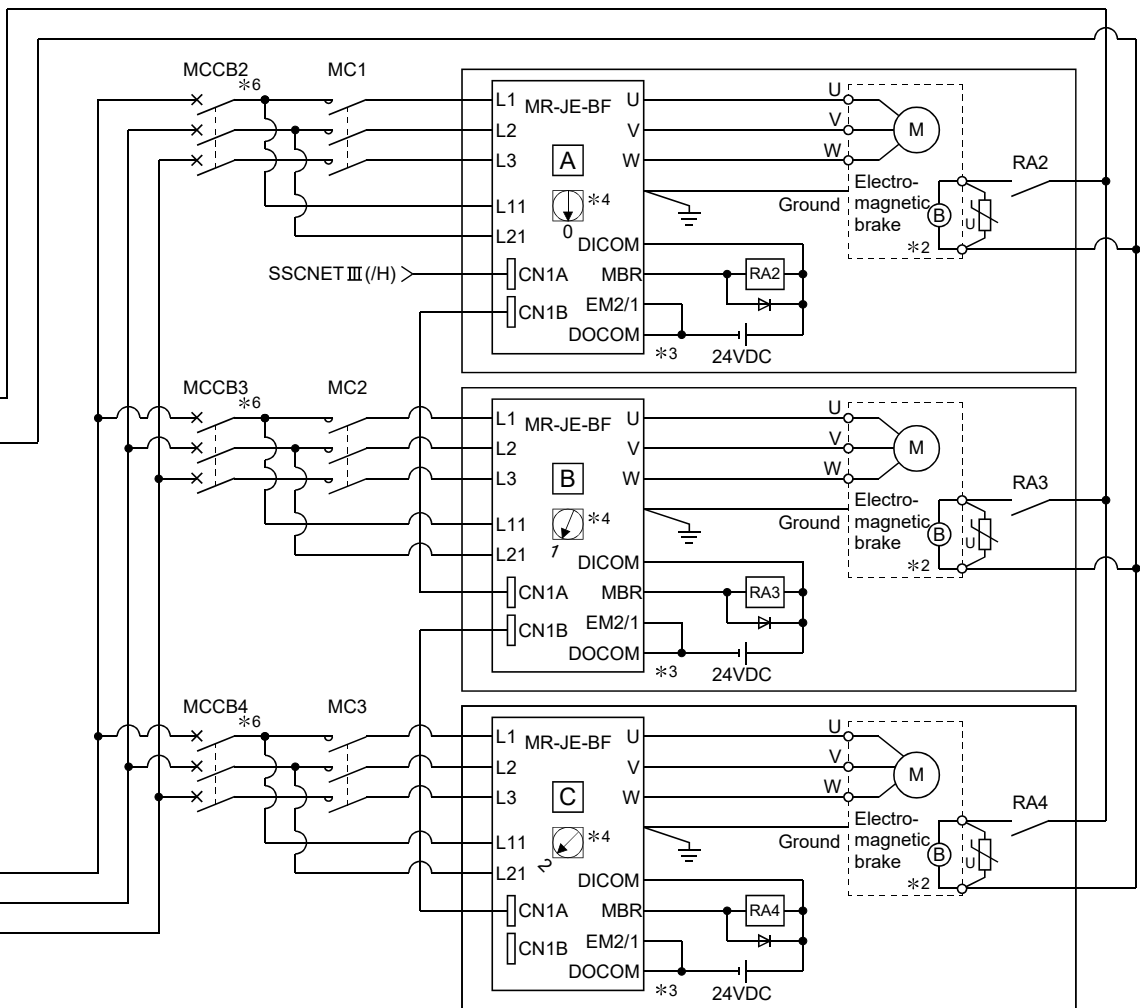 MCCB2
*6
MC1
L1 MR-JE-BF U
L2 V
L3 W
A
*4
0
L11
L21
DICOM
CN1A MBR
CN1B EM2/1
DOCOM
SSCNETⅢ(/H)
RA2
*3
24VDC
U
V
W
M
Ground
Electro-
magnetic
brake
*2
B
U
RA2
MCCB3
*6
MC2
L1 MR-JE-BF U
L2 V
L3 W
B
*4
1
L11
L21
DICOM
CN1A MBR
CN1B EM2/1
DOCOM
RA3
*3
24VDC
U
V
W
M
Ground
Electro-
magnetic
brake
*2
B
U
RA3
MCCB4
*6
MC3
L1 MR-JE-BF U
L2 V
L3 W
C
*4
2
L11
L21
DICOM
CN1A MBR
CN1B EM2/1
DOCOM
RA4
*3
24VDC
U
V
W
M
Ground
Electro-
magnetic
brake
*2
B
U
RA4